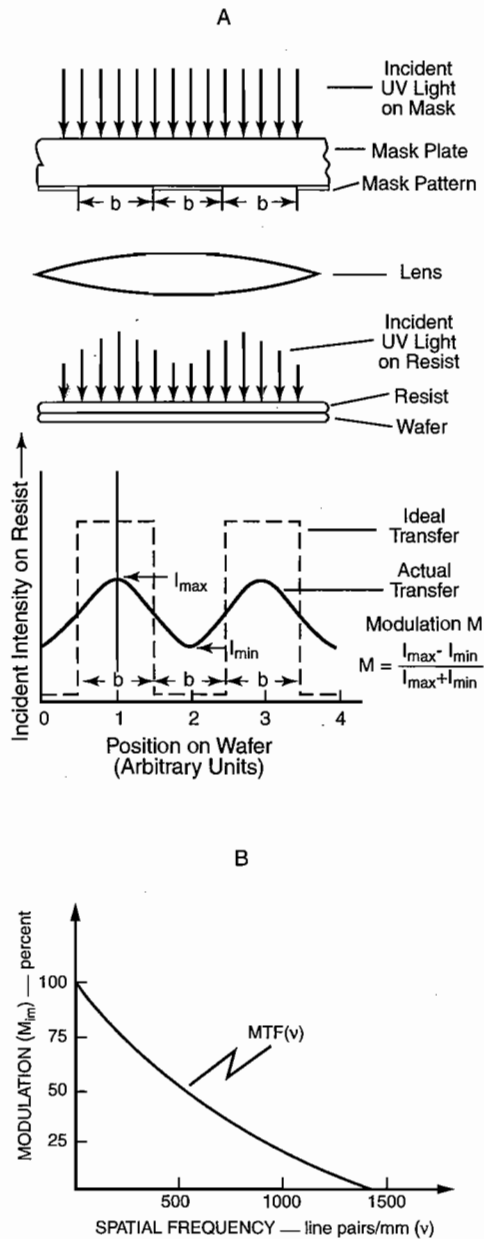 A
Incident
UV Light
on Mask
Mask Plate
Mask Pattern
b b b
Lens
Incident
UV Light
on Resist
Resist
Wafer
Incident Intensity on Resist
Ideal
Transfer
Actual
Transfer
Imax
Imin
Modulation M
M = Imax - Imin / Imax+Imin
b b b
0 1 2 3 4
Position on Wafer
(Arbitrary Units)
B
MODULATION (Mim) — percent
100
75
50
25
MTF(ν)
500 1000 1500
SPATIAL FREQUENCY — line pairs/mm (ν)